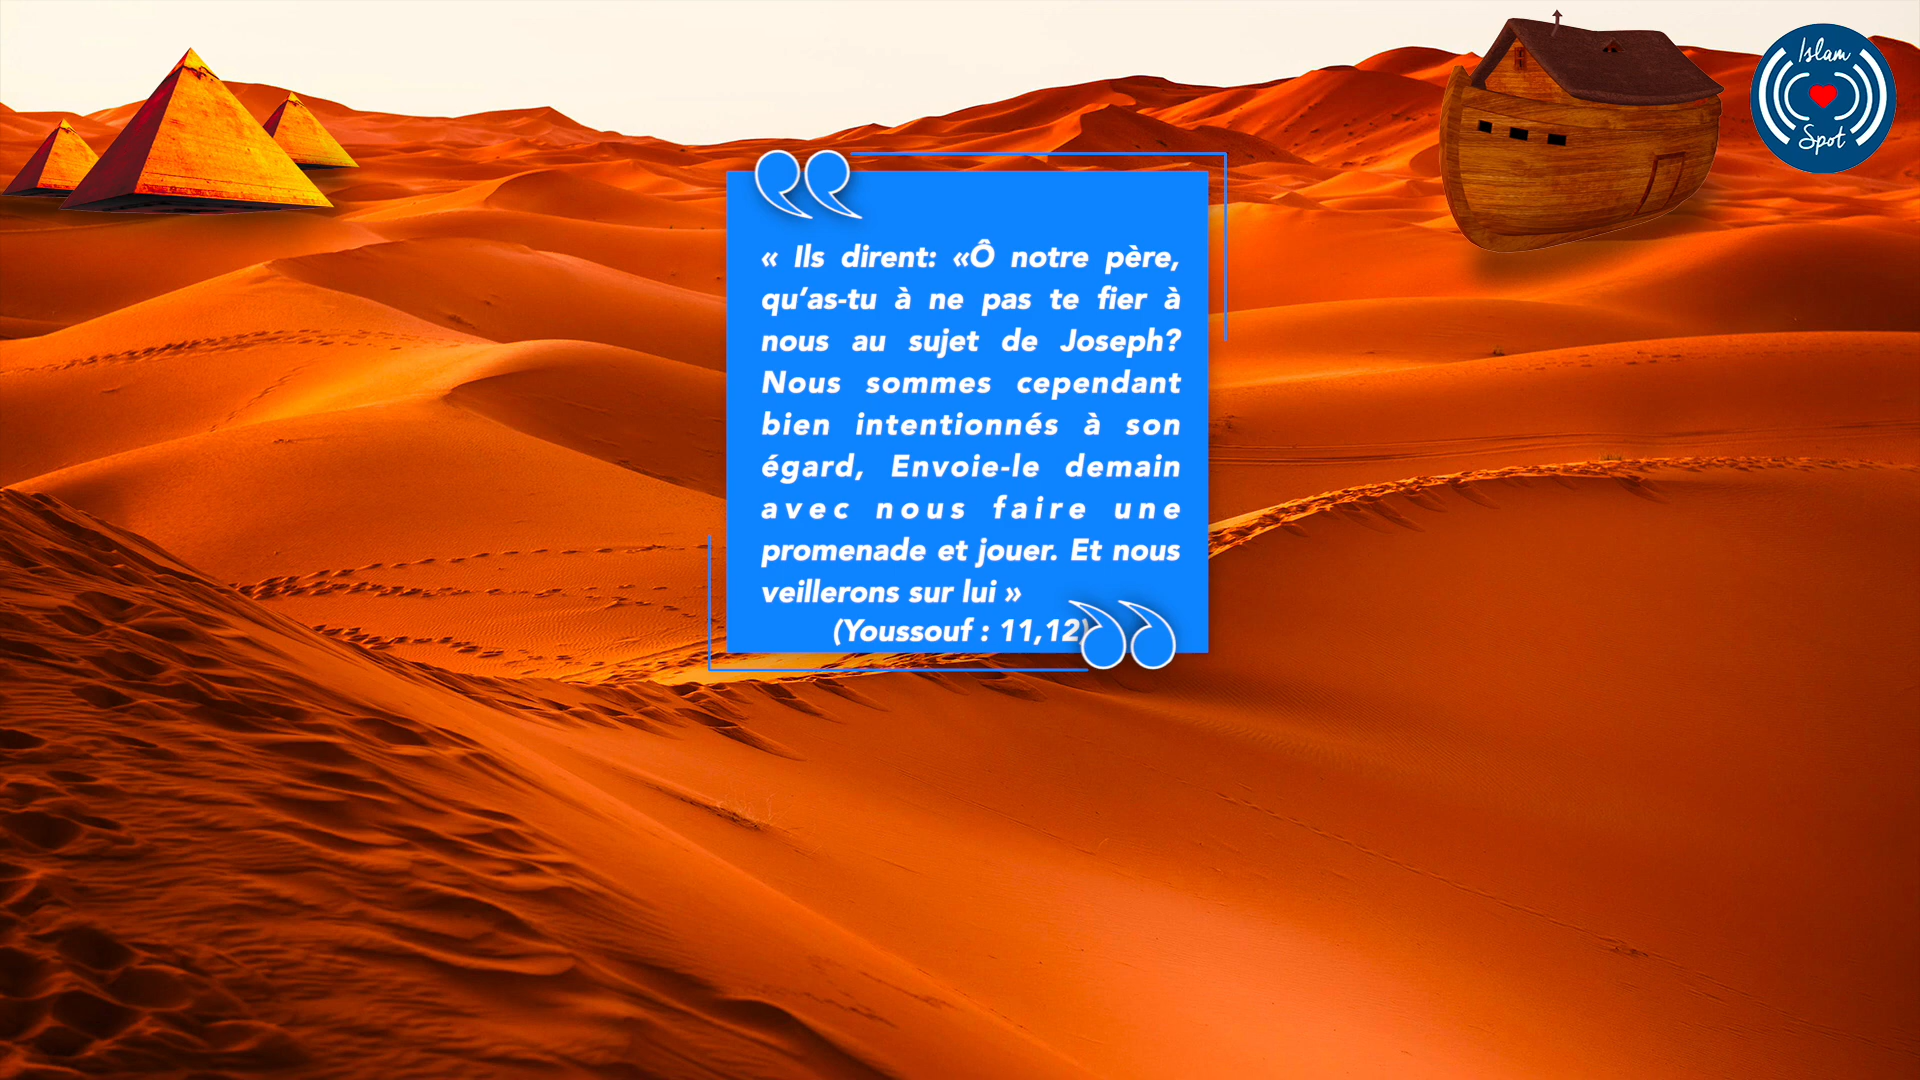 Islam
Spot
« Ils dirent: «Ô notre père,
qu’as-tu à ne pas te fier à
nous au sujet de Joseph?
Nous sommes cependant
bien intentionnés à son
égard, Envoie-le demain
avec nous faire une
promenade et jouer. Et nous
veillerons sur lui »
(Youssouf : 11,12)